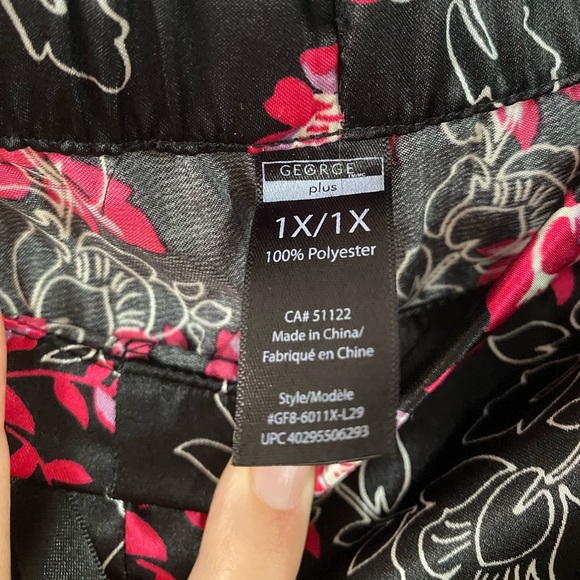 GEORGE
plus
1X/1X
100% Polyester
CA# 51122
Made in China/
Fabriqué en Chine
Style/Modèle
#GF8-6011X-L29
UPC 40295506293